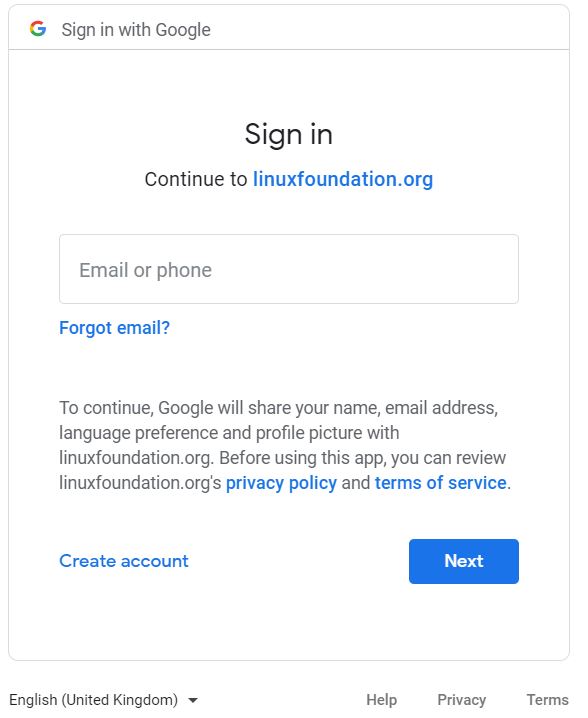 Sign in with Google
Sign in
Continue to linuxfoundation.org
Email or phone
Forgot email?
To continue, Google will share your name, email address,
language preference and profile picture with
linuxfoundation.org. Before using this app, you can review
linuxfoundation.org's privacy policy and terms of service.
Create account Next
English (United Kingdom) Help Privacy Terms